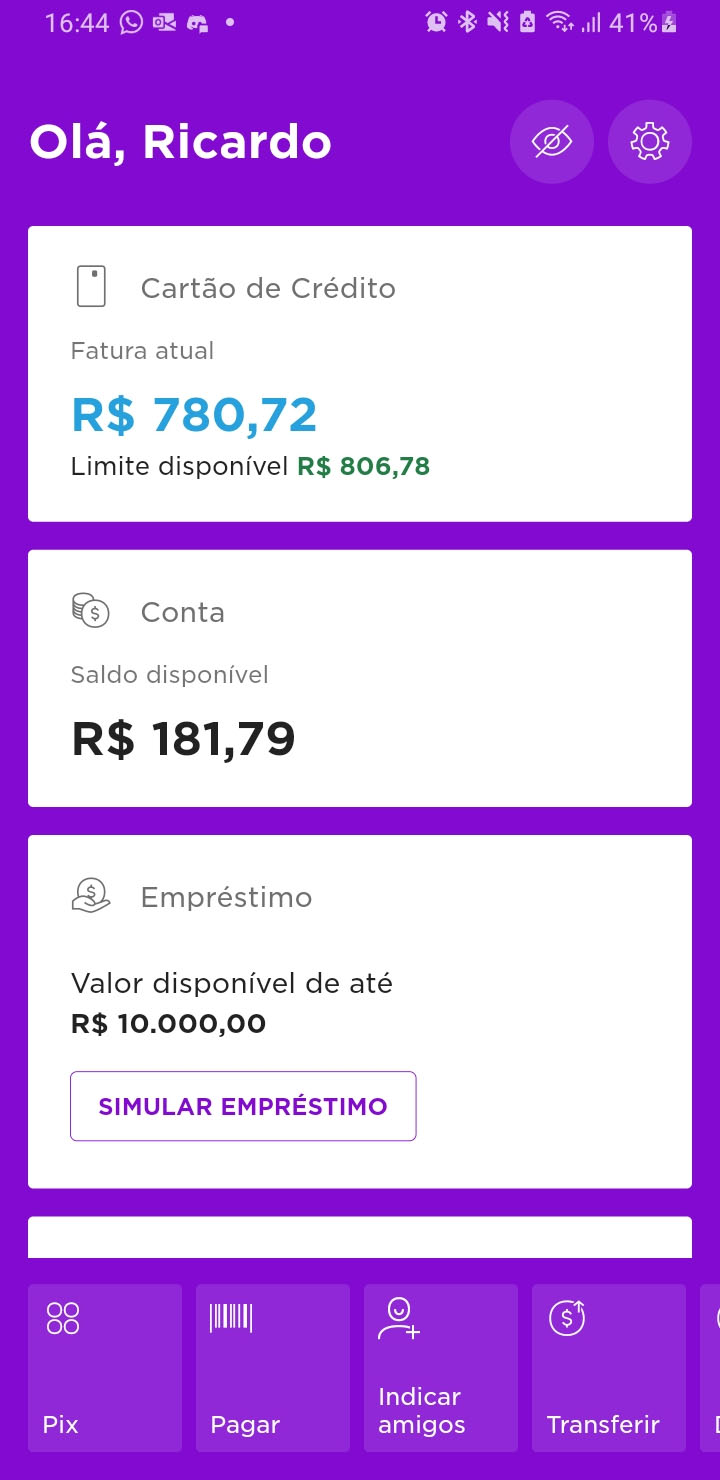 16:44
41%
Olá, Ricardo
Cartão de Crédito
Fatura atual
R$ 780,72
Limite disponível R$ 806,78
Conta
Saldo disponível
R$ 181,79
Empréstimo
Valor disponível de até
R$ 10.000,00
SIMULAR EMPRÉSTIMO
Pix
Pagar
Indicar
amigos
Transferir